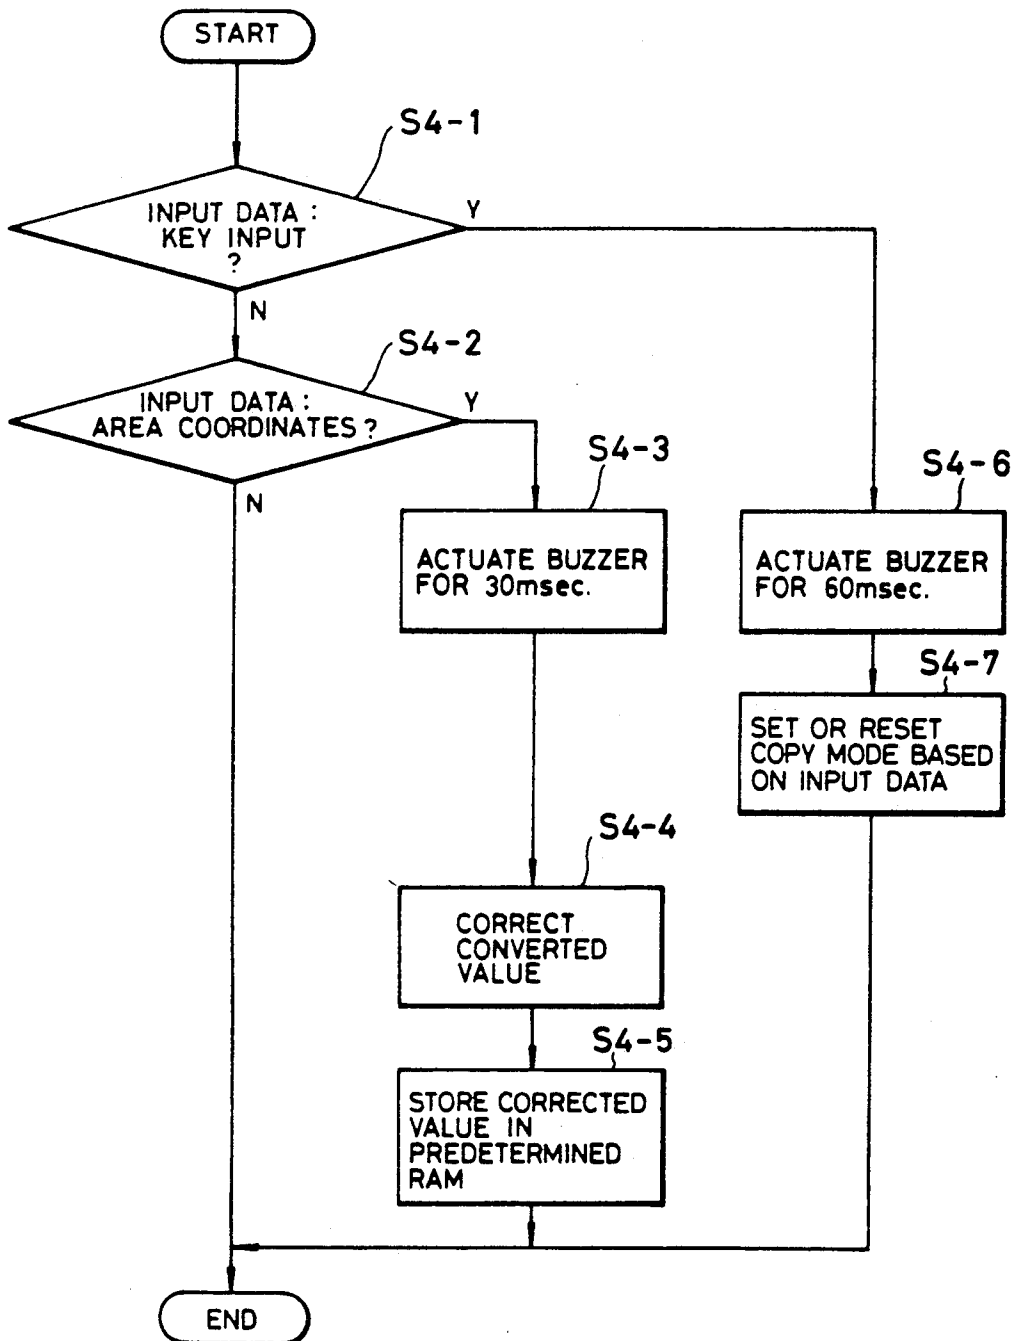 START
S4-1
INPUT DATA :
KEY INPUT
?
Y
N
S4-2
INPUT DATA :
AREA COORDINATES ?
Y
N
S4-3
ACTUATE BUZZER
FOR 30msec.
S4-6
ACTUATE BUZZER
FOR 60msec.
S4-7
SET OR RESET
COPY MODE BASED
ON INPUT DATA
S4-4
CORRECT
CONVERTED
VALUE
S4-5
STORE CORRECTED
VALUE IN
PREDETERMINED
RAM
END